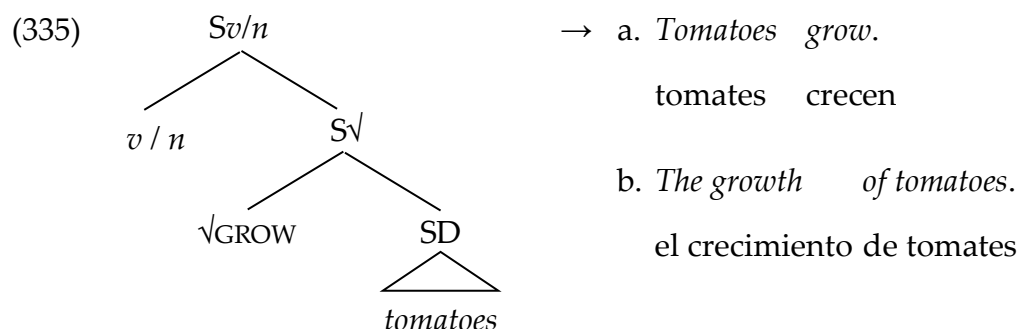 (335) Sv/n → a. Tomatoes grow.
tomates crecen
v / n S√
b. The growth of tomatoes.
√GROW SD el crecimiento de tomates
tomatoes